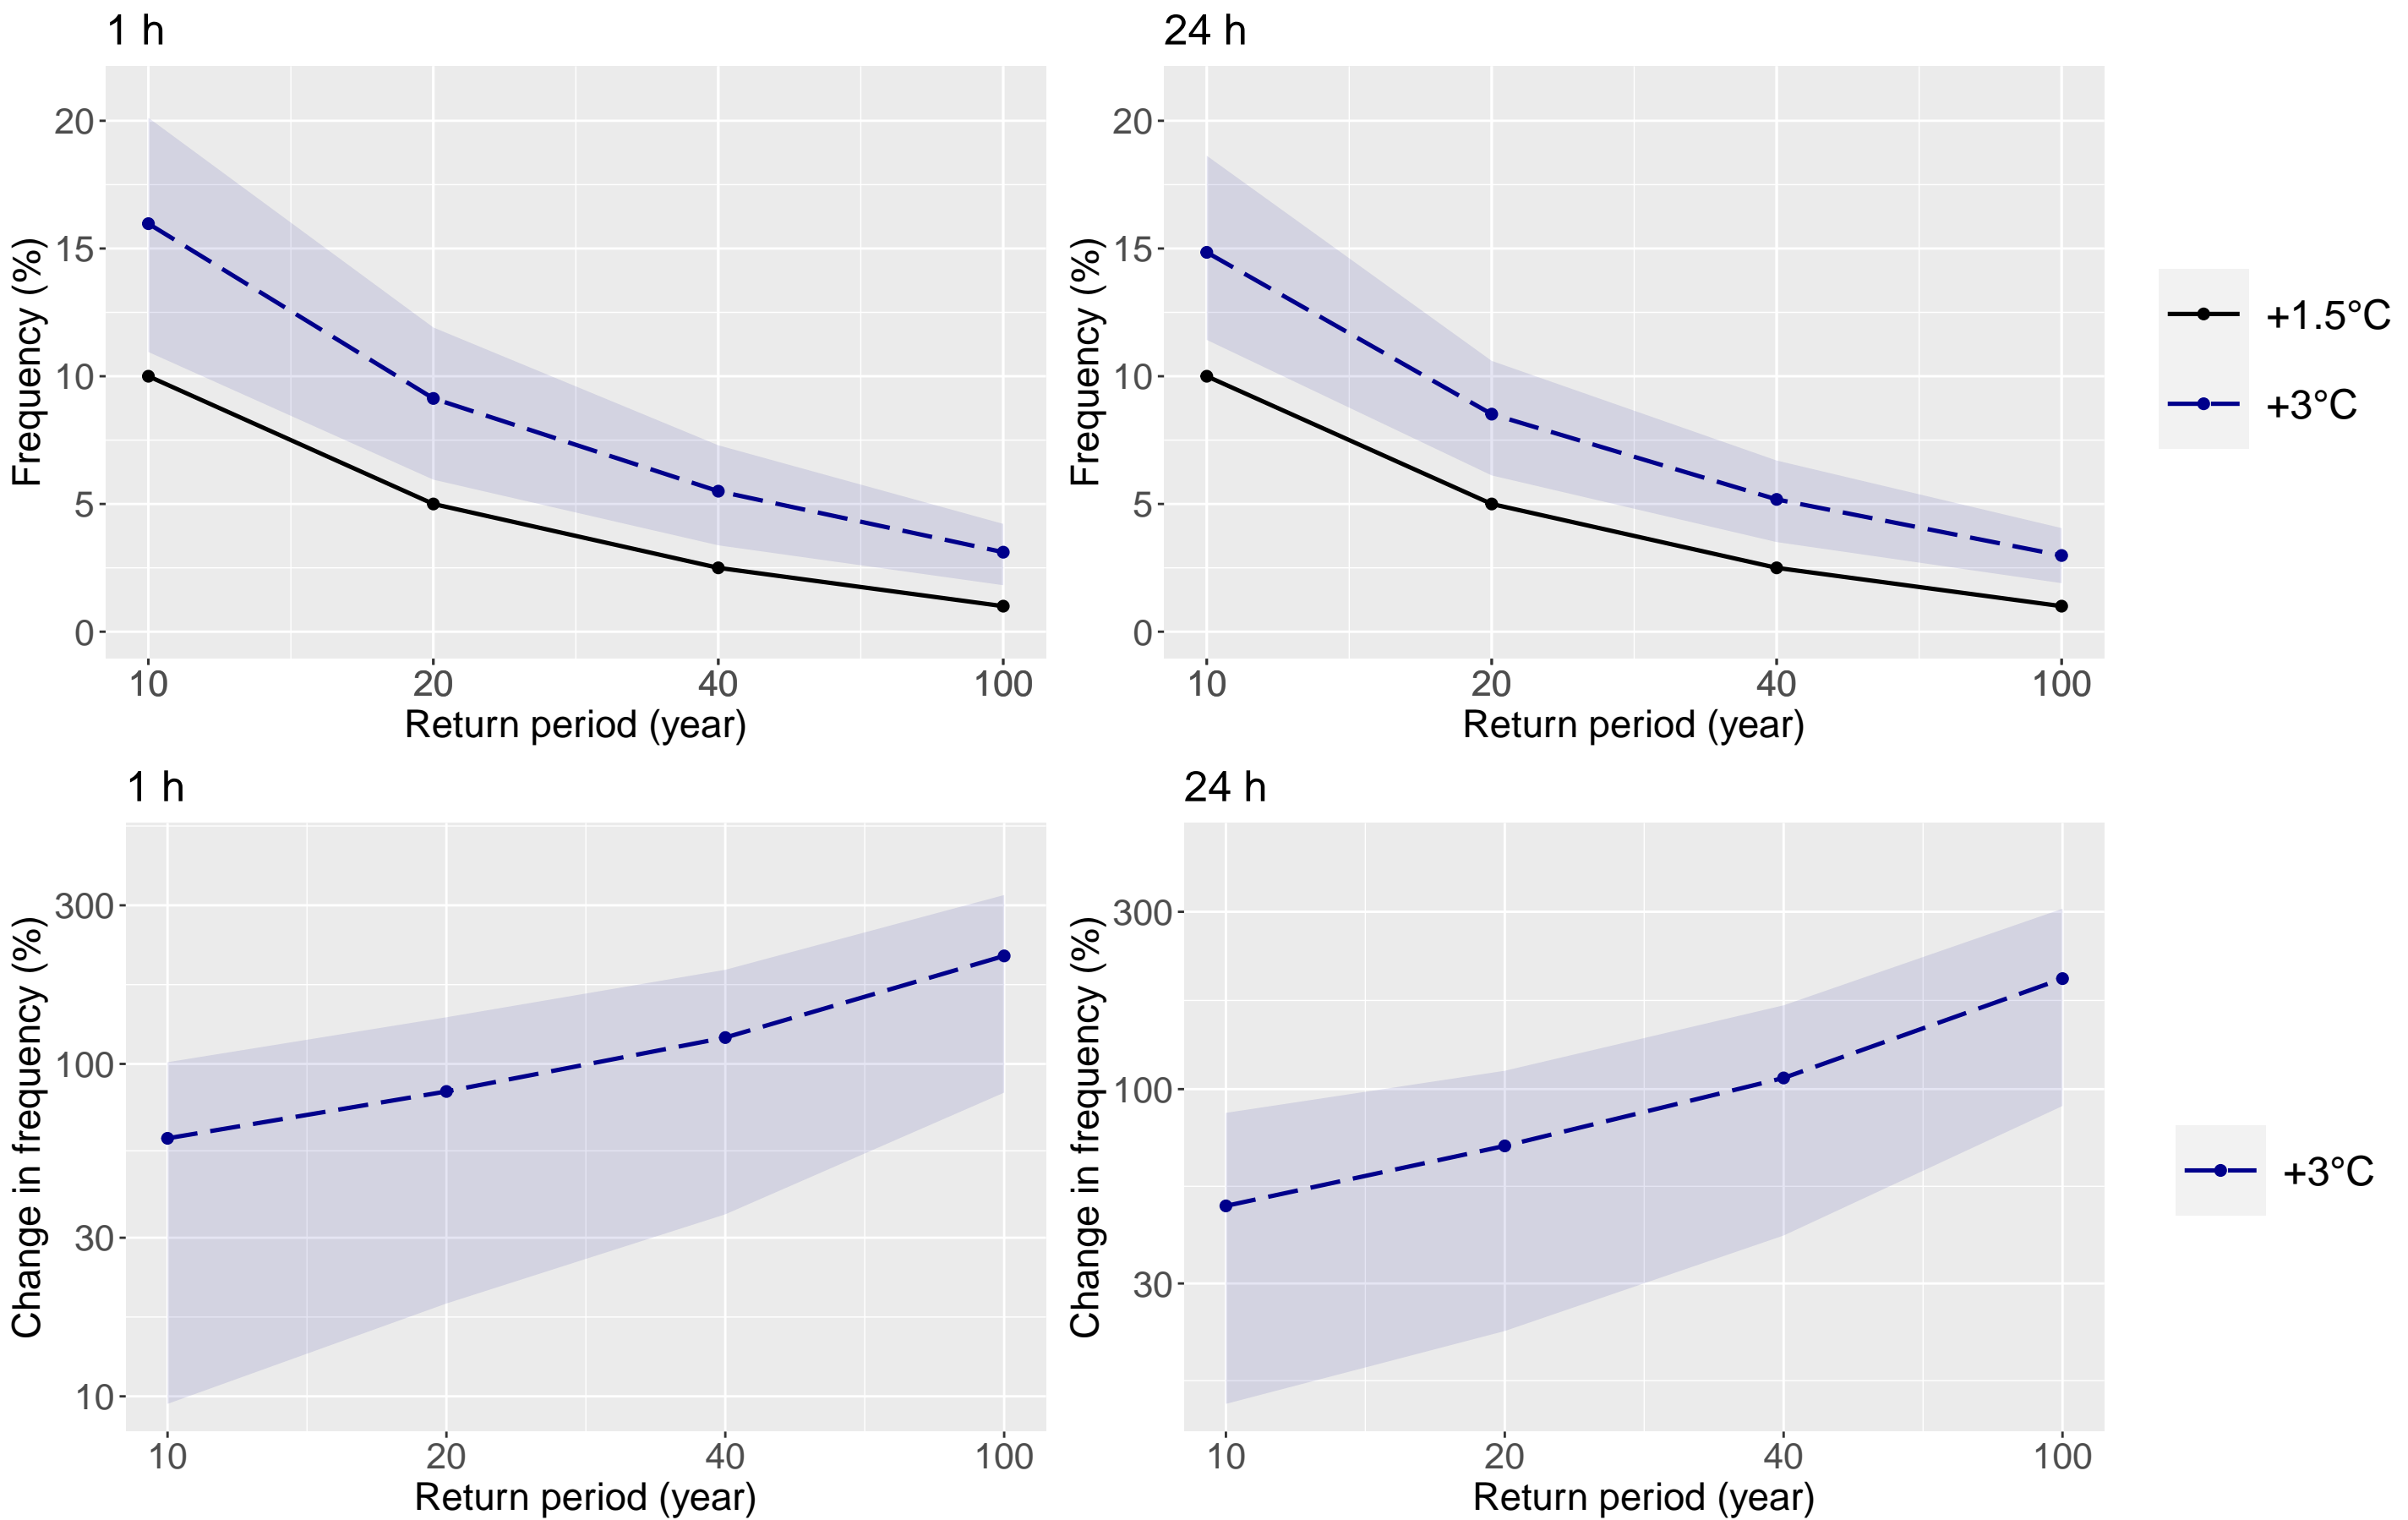 1 h
Frequency (%)
20
15
10
5
0
10 20 40 100
Return period (year)
24 h
Frequency (%)
20
15
10
5
0
10 20 40 100
Return period (year)
+1.5°C
+3°C
1 h
Change in frequency (%)
300
100
30
10
10 20 40 100
Return period (year)
24 h
Change in frequency (%)
300
100
30
10 20 40 100
Return period (year)
+3°C